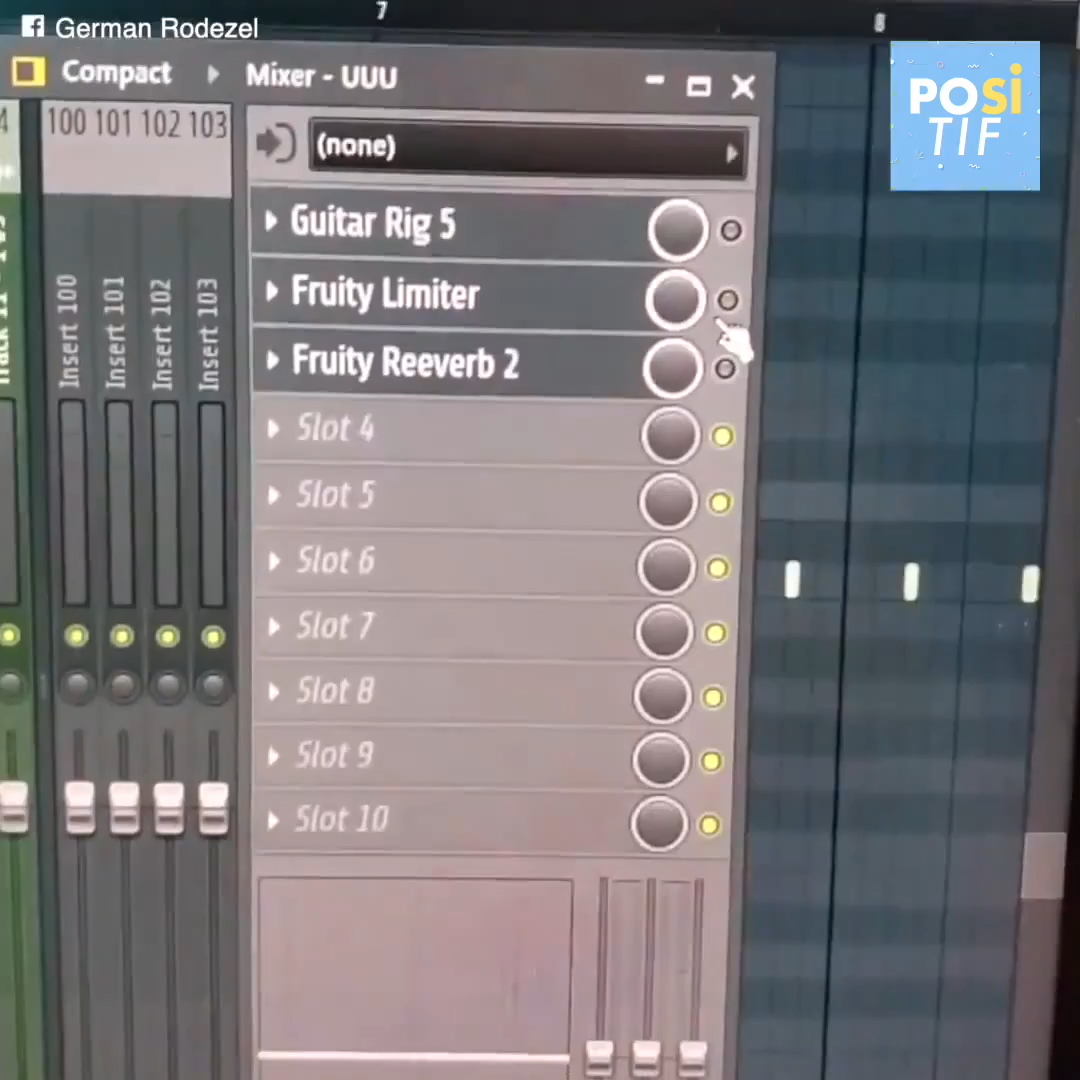 German Rodezel
7
8
POSITIF
Compact
Mixer - UUU
4
100 101 102 103
(none)
Guitar Rig 5
Fruity Limiter
Fruity Reeverb 2
Slot 4
Slot 5
Slot 6
Slot 7
Slot 8
Slot 9
Slot 10
Insert 100
Insert 101
Insert 102
Insert 103